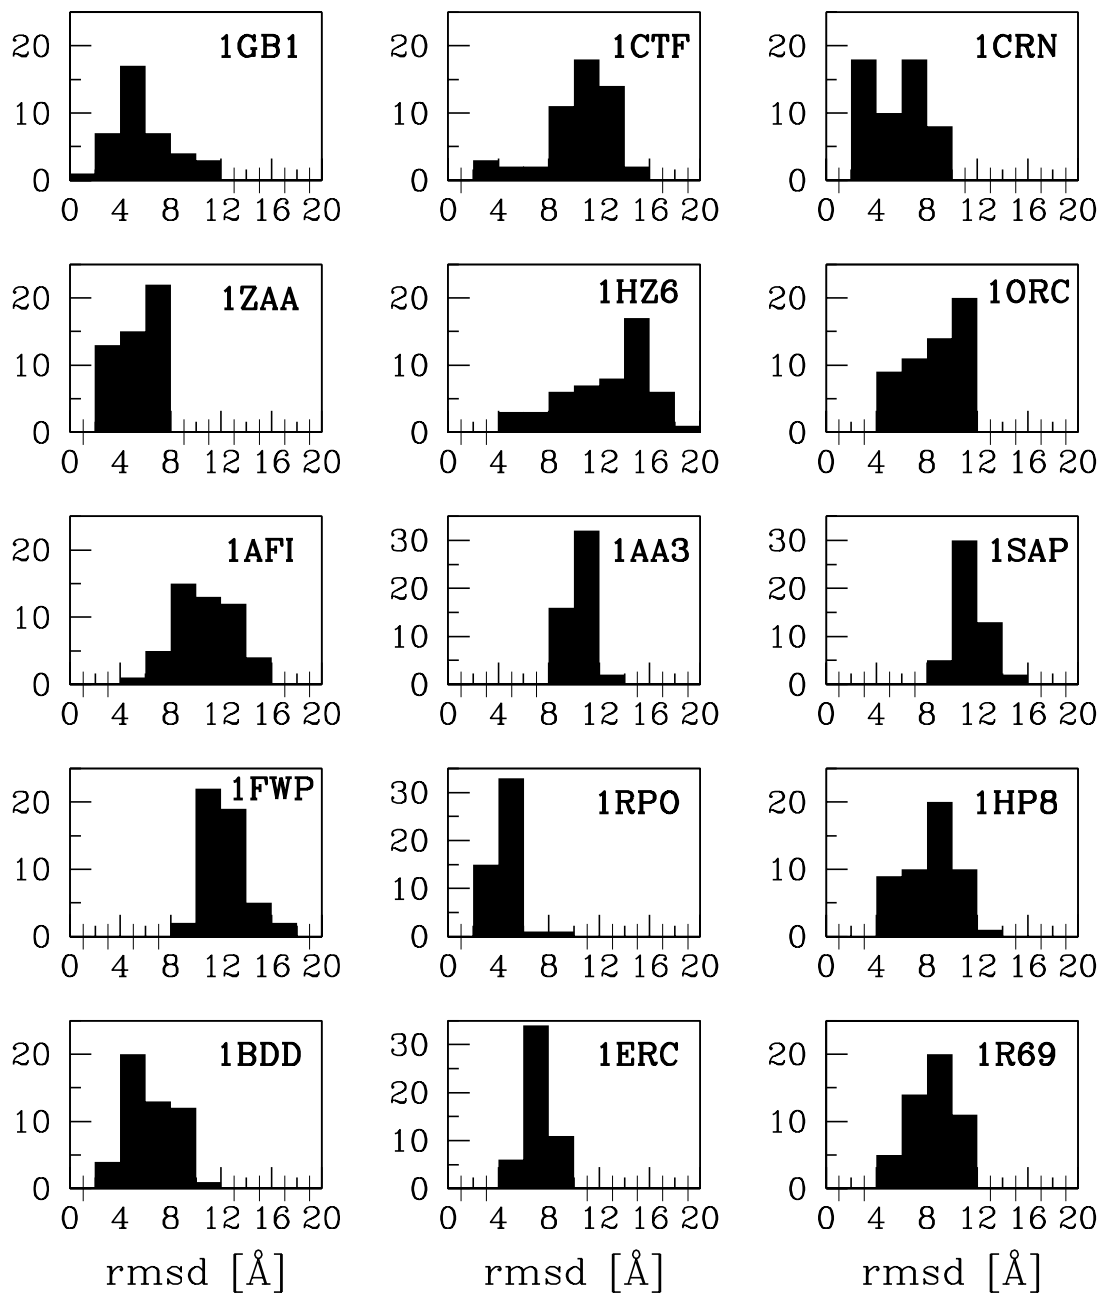 1GB1 1CTF 1CRN
20 20 20
10 10 10
0 0 0
0 4 8 12 16 20 0 4 8 12 16 20 0 4 8 12 16 20
1ZAA 1HZ6 1ORC
20 20 20
10 10 10
0 0 0
0 4 8 12 16 20 0 4 8 12 16 20 0 4 8 12 16 20
1AFI 1AA3 1SAP
20 30 30
10 20 20
0 10 10
0 0
0 4 8 12 16 20 0 4 8 12 16 20 0 4 8 12 16 20
1FWP 1RPO 1HP8
20 30 20
10 20 10
0 10 0
0
0 4 8 12 16 20 0 4 8 12 16 20 0 4 8 12 16 20
1BDD 1ERC 1R69
20 30 20
10 20 10
0 10 0
0
0 4 8 12 16 20 0 4 8 12 16 20 0 4 8 12 16 20
rmsd [Å] rmsd [Å] rmsd [Å]